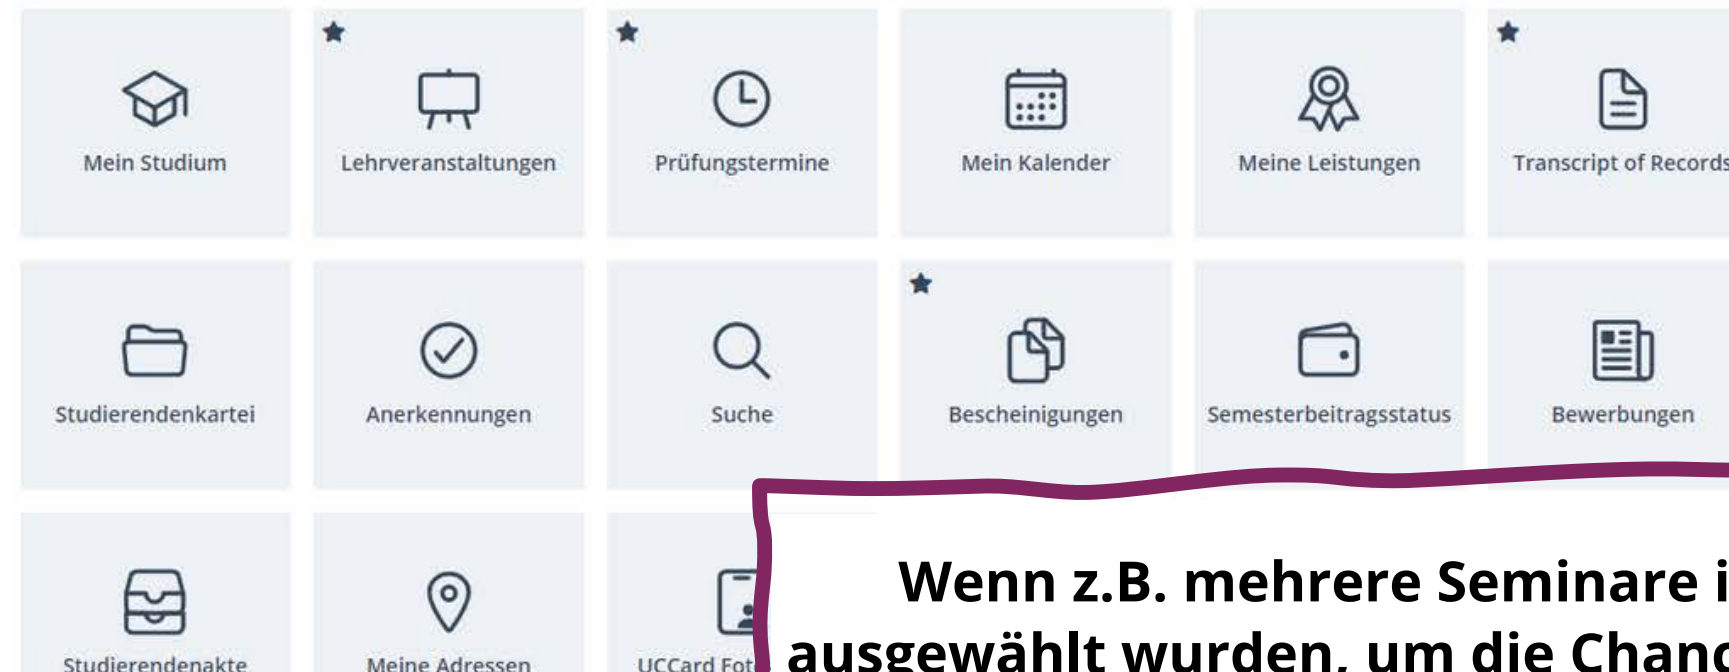 Mein Studium
Lehrveranstaltungen
Prüfungstermine
Mein Kalender
Meine Leistungen
Transcript of Records
Studierendenkartei
Anerkennungen
Suche
Bescheinigungen
Semesterbeitragsstatus
Bewerbungen
Studierendenakte
Meine Adressen
UCCard
Wenn z.B. mehrere Seminare
ausgewählt wurden, um die